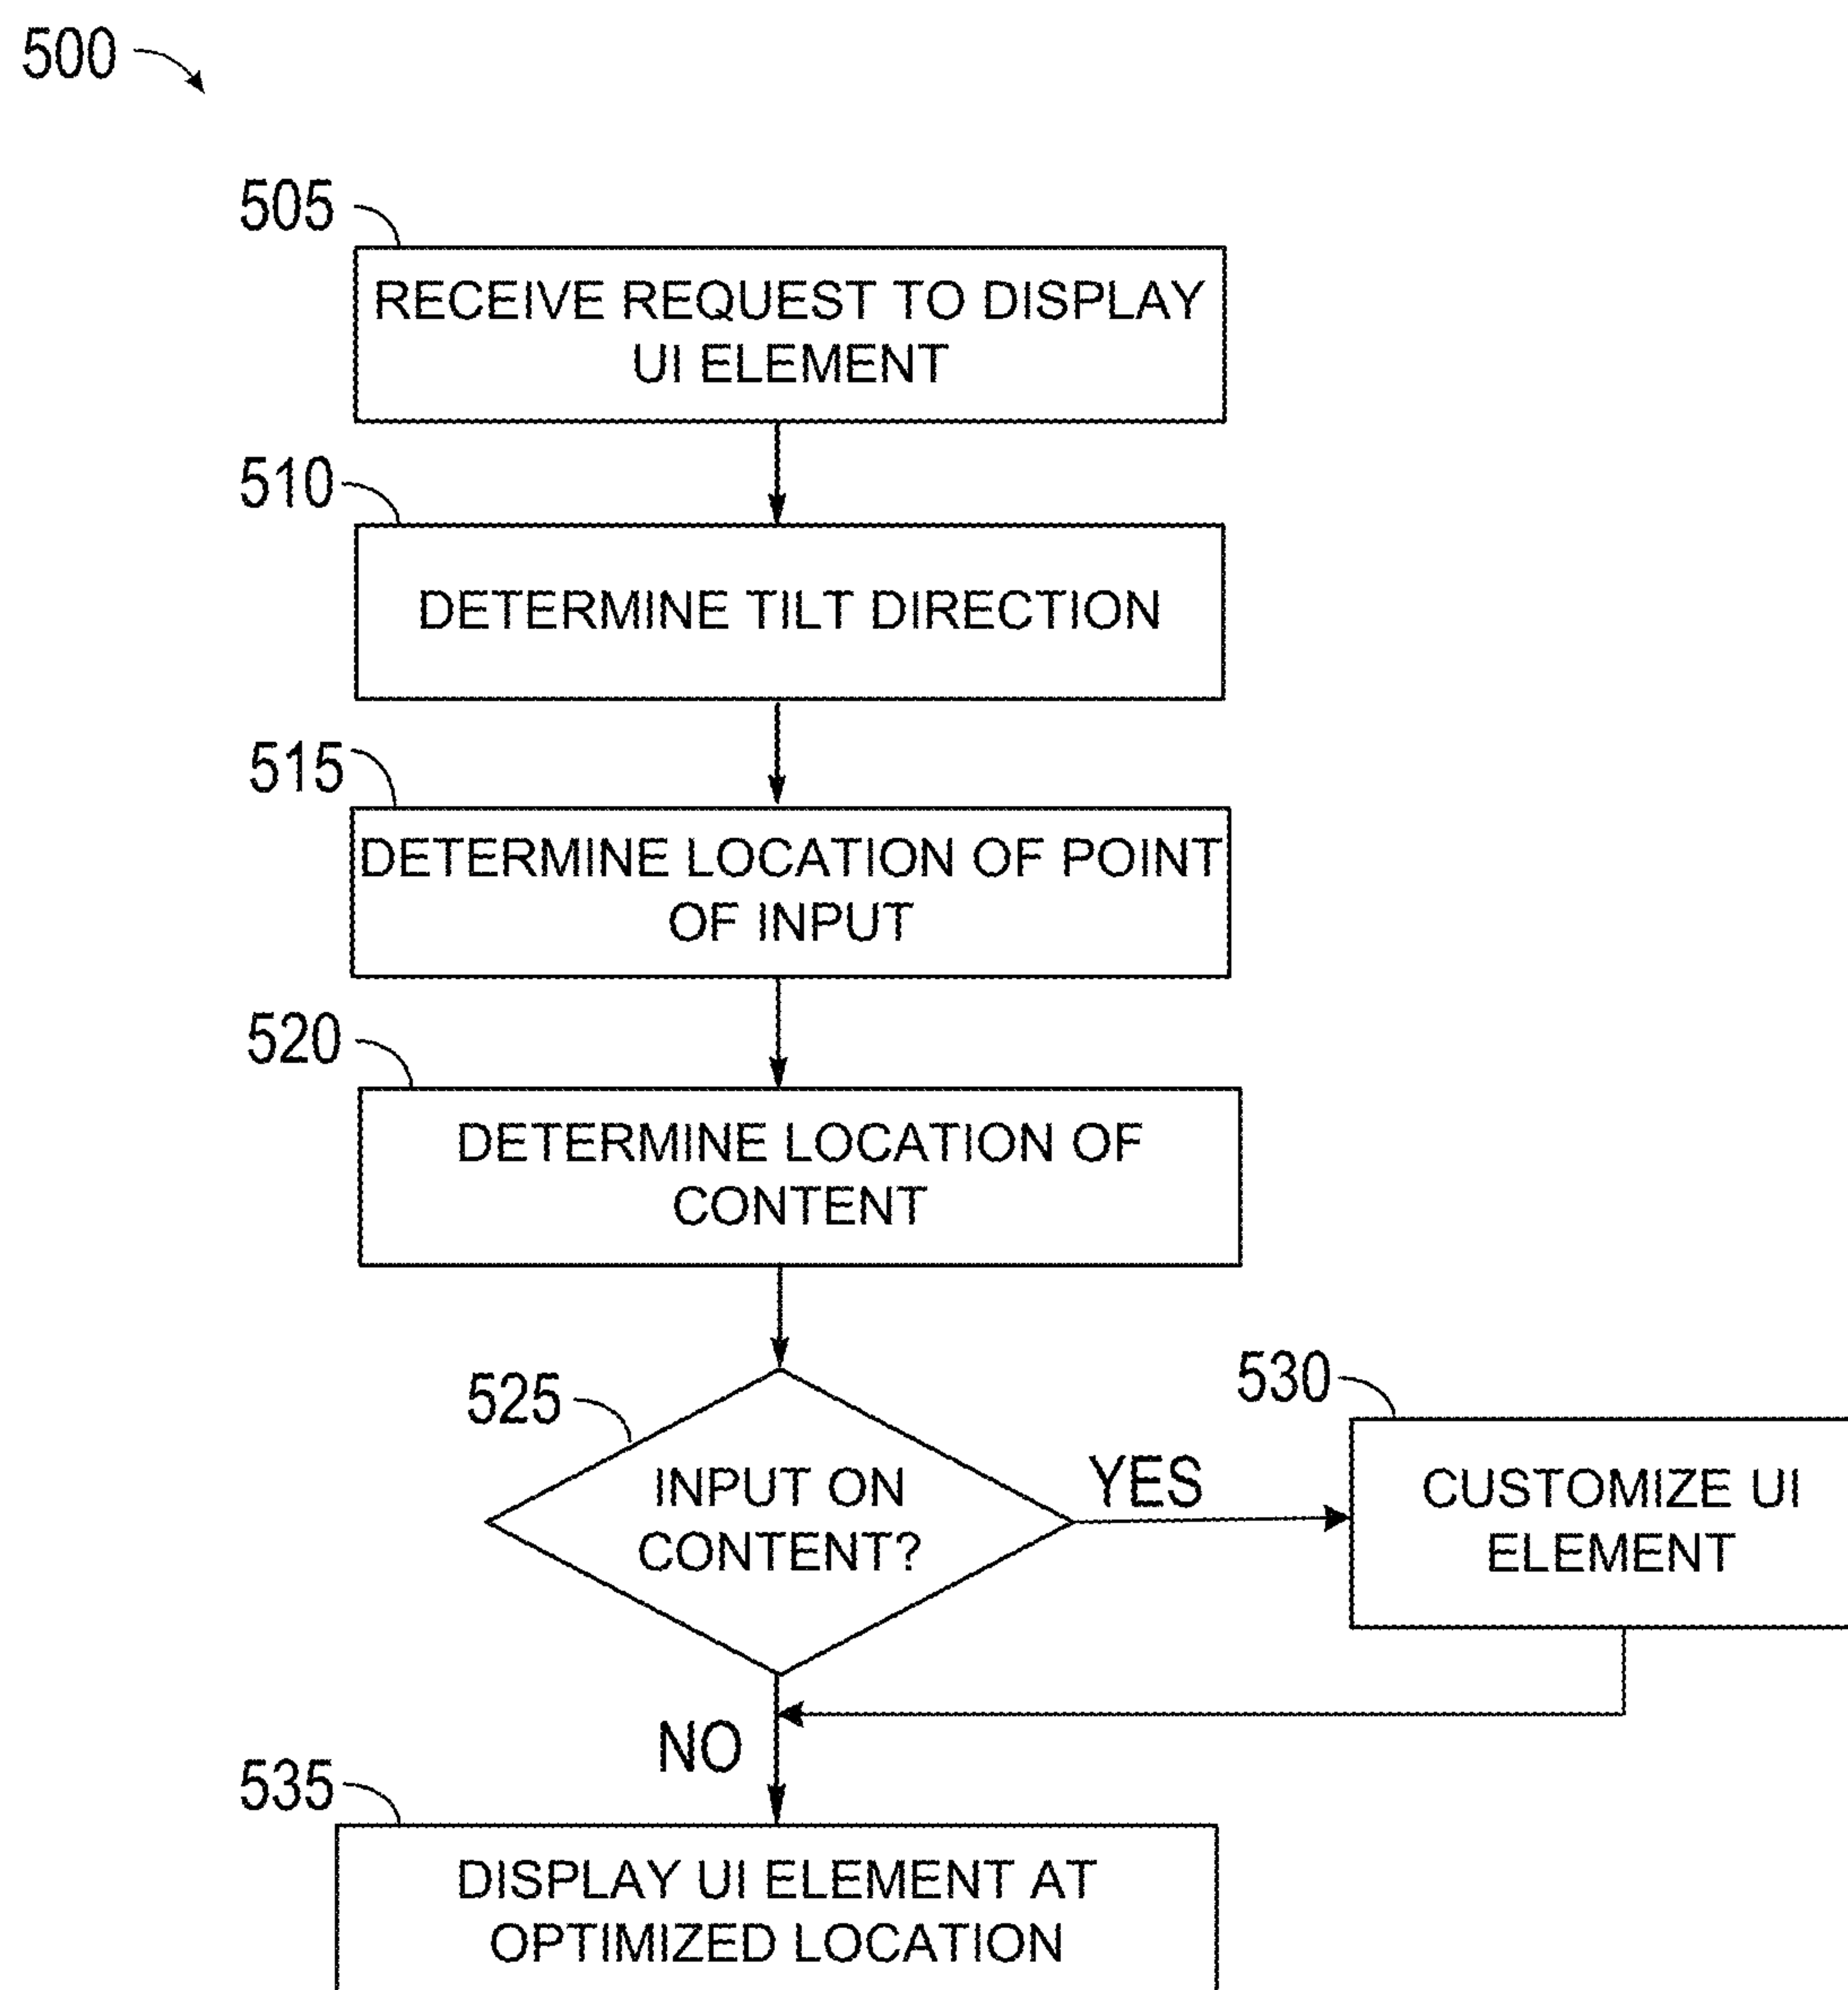 500
505
RECEIVE REQUEST TO DISPLAY
UI ELEMENT
510
DETERMINE TILT DIRECTION
515
DETERMINE LOCATION OF POINT
OF INPUT
520
DETERMINE LOCATION OF
CONTENT
525
INPUT ON
CONTENT?
YES
530
CUSTOMIZE UI
ELEMENT
NO
535
DISPLAY UI ELEMENT AT
OPTIMIZED LOCATION